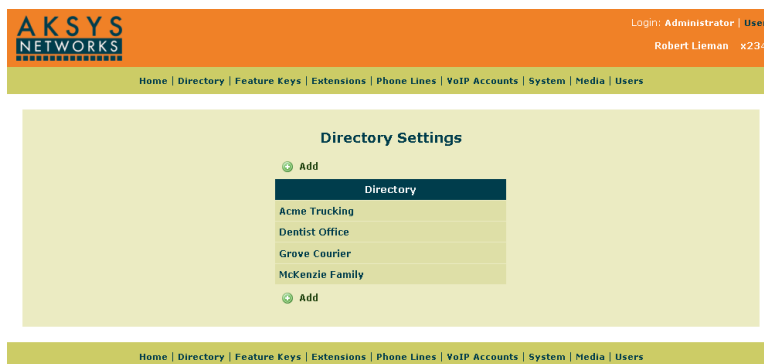 AKSYS
NETWORKS
Login: Administrator | User
Robert Lieman x234
Home | Directory | Feature Keys | Extensions | Phone Lines | VoIP Accounts | System | Media | Users
Directory Settings
Add
Directory
Acme Trucking
Dentist Office
Grove Courier
McKenzie Family
Add
Home | Directory | Feature Keys | Extensions | Phone Lines | VoIP Accounts | System | Media | Users